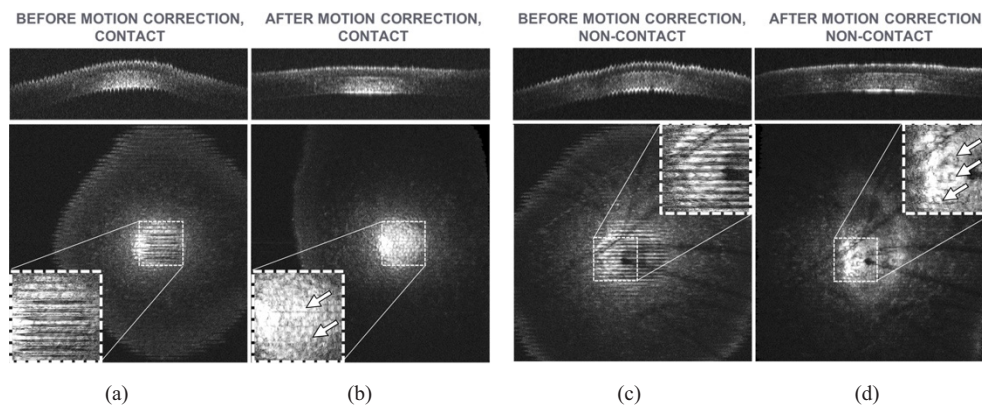 BEFORE MOTION CORRECTION,
CONTACT
AFTER MOTION CORRECTION,
CONTACT
BEFORE MOTION CORRECTION,
NON-CONTACT
AFTER MOTION CORRECTION
NON-CONTACT
(a)
(b)
(c)
(d)